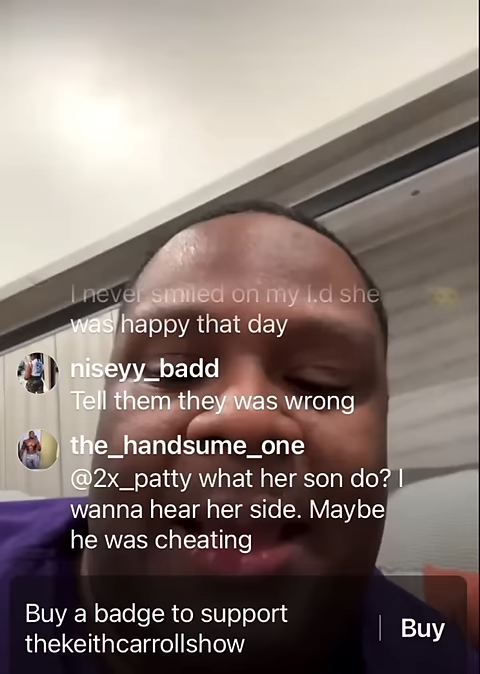 I never smiled on my I.d she
was happy that day
niseyy_badd
Tell them they was wrong
the_handsume_one
@2x_patty what her son do? I
wanna hear her side. Maybe
he was cheating
Buy a badge to support
thekeithcarrollshow
Buy